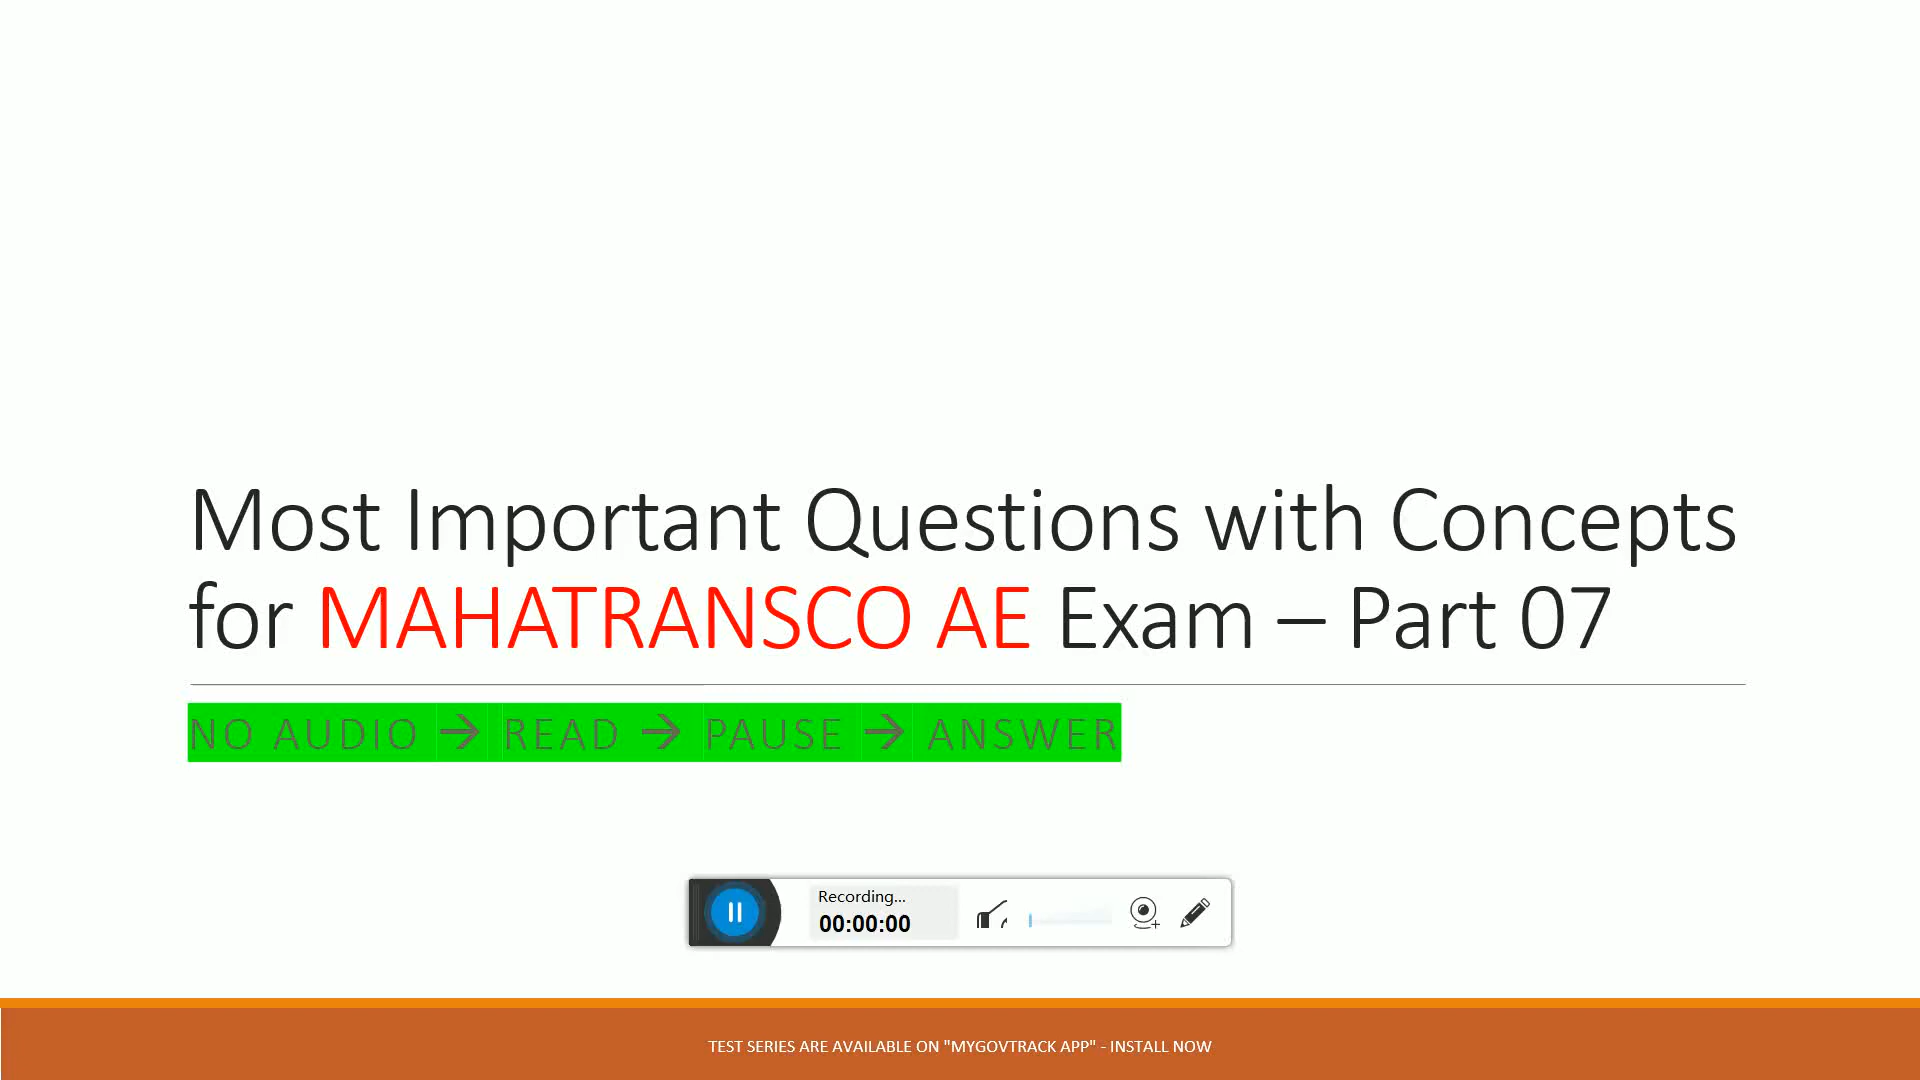 Most Important Questions with Concepts
for MAHATRANSCO AE Exam – Part 07
NO AUDIO → READ → PAUSE → ANSWER
Recording...
00:00:00
TEST SERIES ARE AVAILABLE ON "MYGOVTRACK APP" - INSTALL NOW